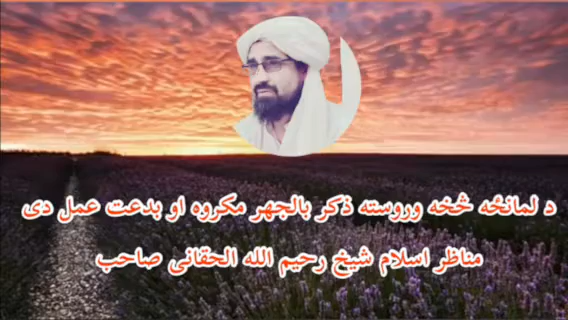 د لمانځه څخه وروسته ذکر بالجهر مکروه او بدعت عمل دی
مناظر اسلام شیخ رحیم الله الحقانی صاحب